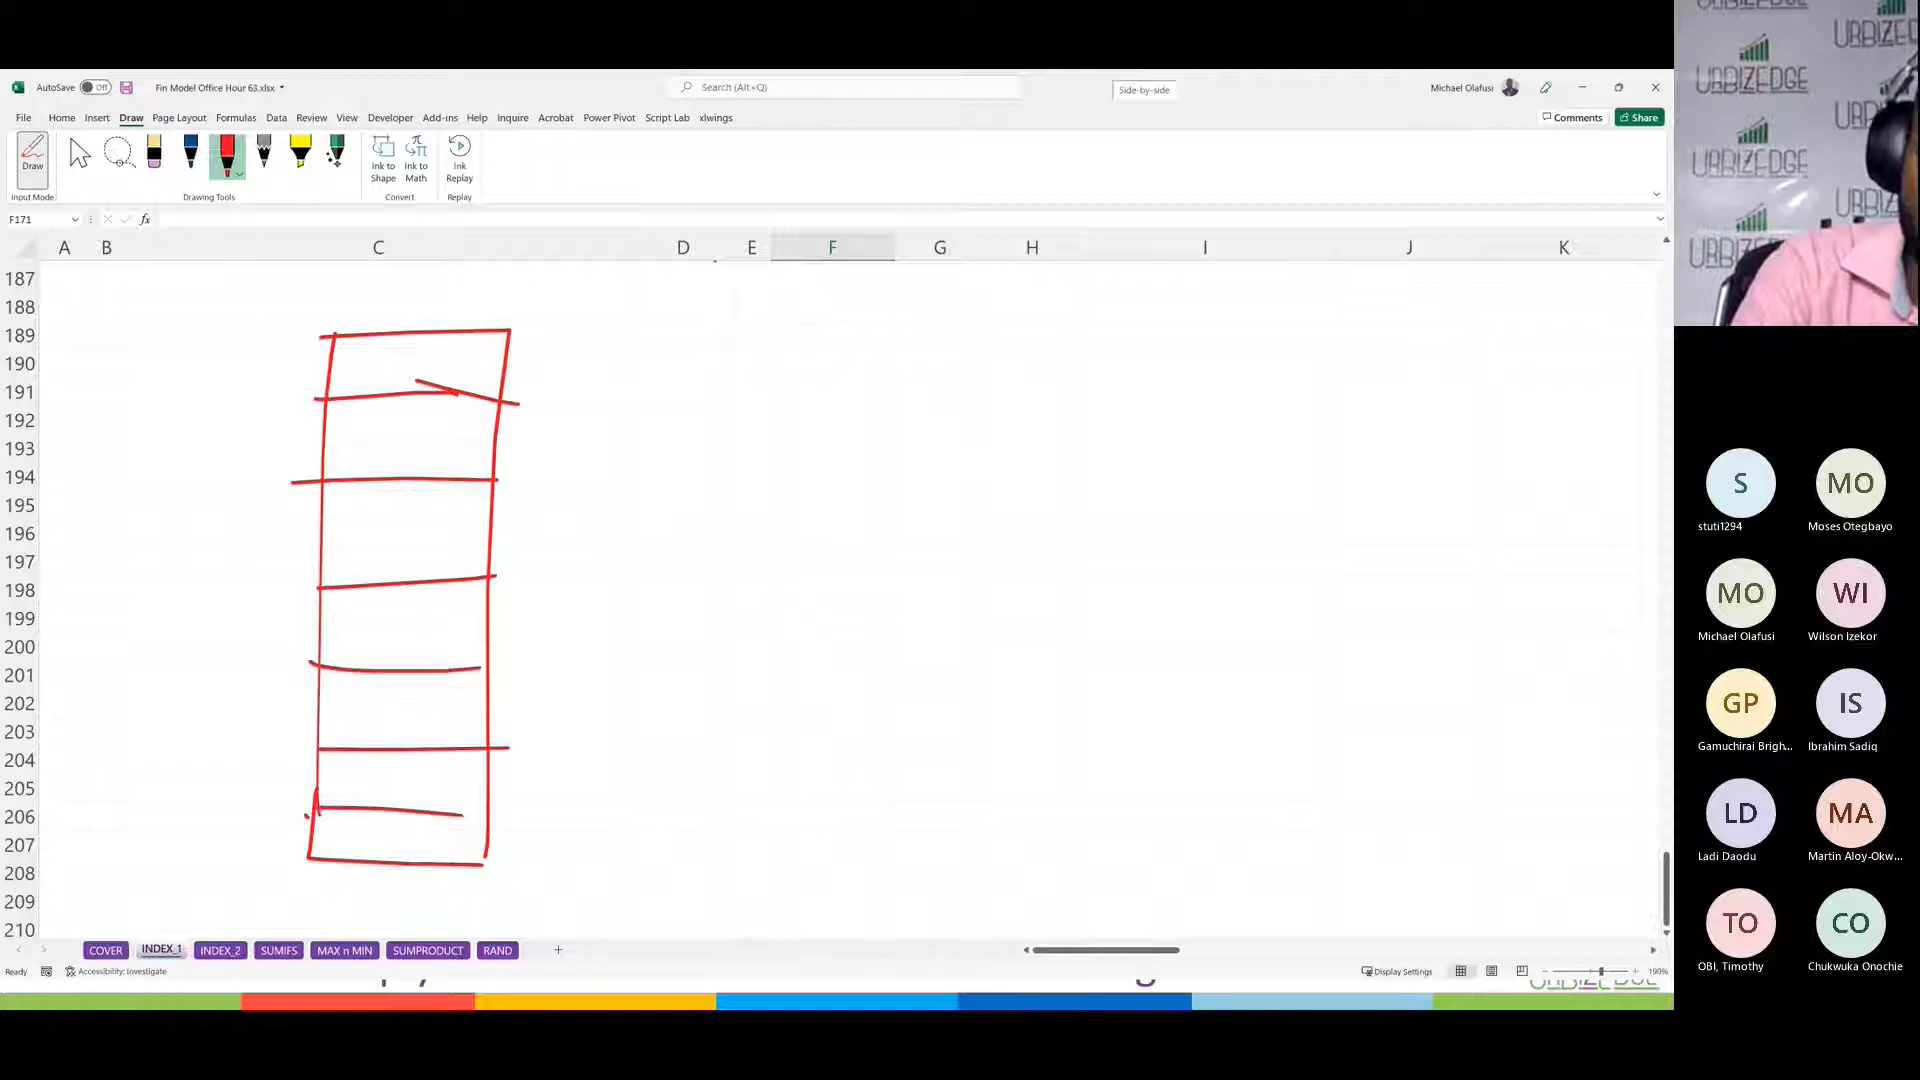 AutoSave Off Fin Model Office Hour 63.xlsx Search (Alt+Q) Side-by-side Michael Olafusi
File Home Insert Draw Page Layout Formulas Data Review View Developer Add-ins Help Inquire Acrobat Power Pivot Script Lab xlwings Comments Share
Draw Ink to Shape Ink to Math Ink Replay
Input Mode Drawing Tools Convert Replay
F171 fx
A B C D E F G H I J K
187
188
189
190
191
192
193
194
195
196
197
198
199
200
201
202
203
204
205
206
207
208
209
210
COVER INDEX_1 INDEX_2 SUMIFS MAX n MIN SUMPRODUCT RAND
Ready Accessibility: Investigate Display Settings 190%
URBIZEDGE
URBIZEDGE
URBIZEDGE
S MO
stuti1294 Moses Otegbayo
MO WI
Michael Olafusi Wilson Izekor
GP IS
Gamuchirai Brigh... Ibrahim Sadiq
LD MA
Ladi Daodu Martin Aloy-Okw...
TO CO
OBI, Timothy Chukwuka Onochie